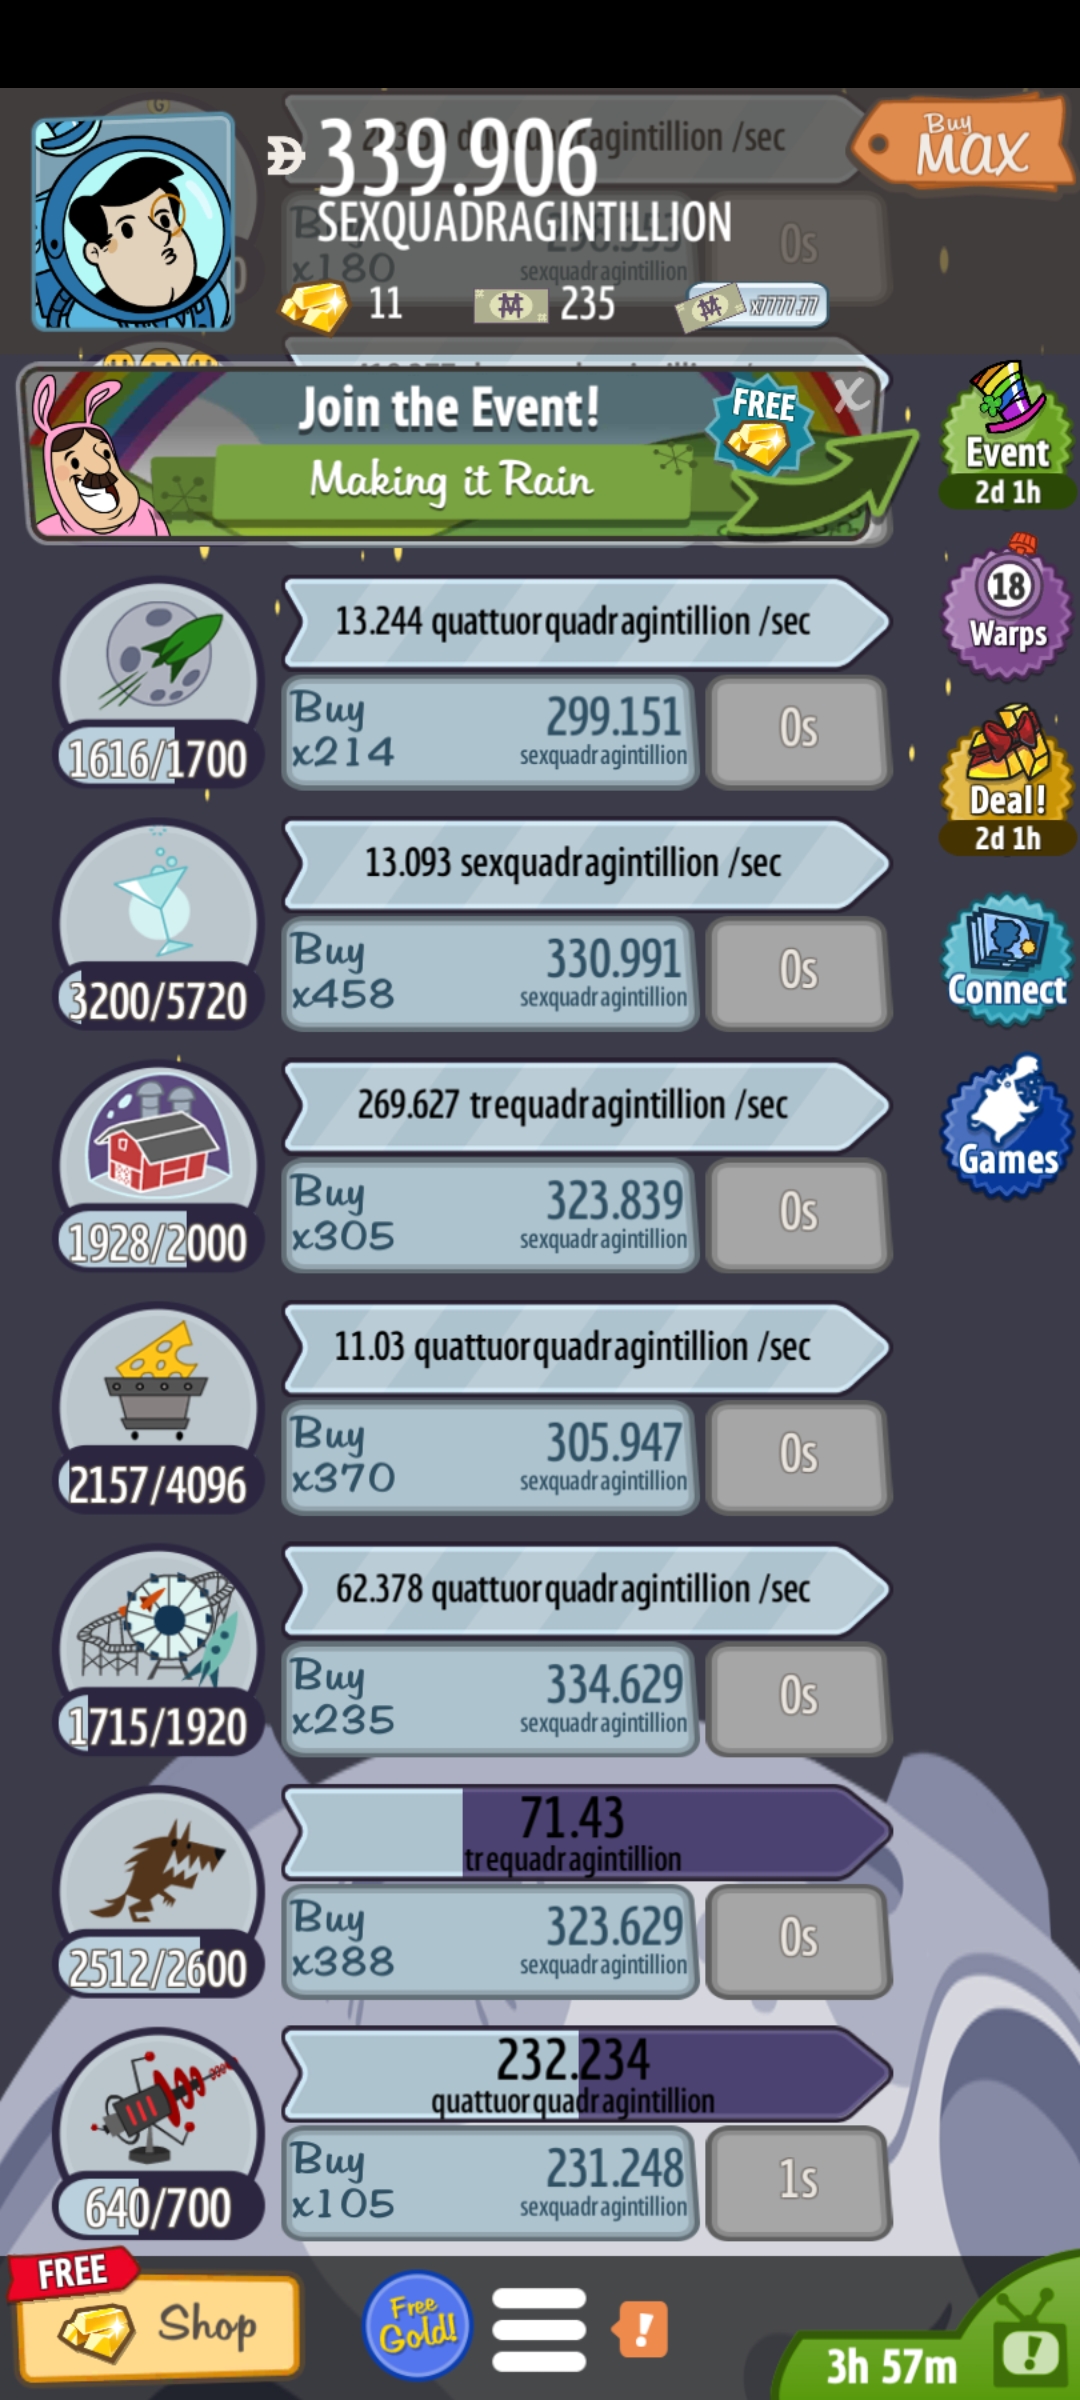 339.906
SEXQUADRAGINTILLION
Buy
MAX
x180
sexquadragintillion
0s
11
235
x7777.77
Join the Event!
FREE
X
Making it Rain
Event
2d 1h
13.244 quattuorquadragintillion /sec
18
Warps
Buy
x214
299.151
sexquadragintillion
0s
1616/1700
Deal!
2d 1h
13.093 sexquadragintillion /sec
Buy
x458
330.991
sexquadragintillion
0s
3200/5720
Connect
269.627 trequadragintillion /sec
Games
Buy
x305
323.839
sexquadragintillion
0s
1928/2000
11.03 quattuorquadragintillion /sec
Buy
x370
305.947
sexquadragintillion
0s
2157/4096
62.378 quattuorquadragintillion /sec
Buy
x235
334.629
sexquadragintillion
0s
1715/1920
71.43
trequadragintillion
Buy
x388
323.629
sexquadragintillion
0s
2512/2600
232.234
quattuorquadragintillion
Buy
x105
231.248
sexquadragintillion
1s
640/700
FREE
Shop
Free
Gold!
!
3h 57m
!